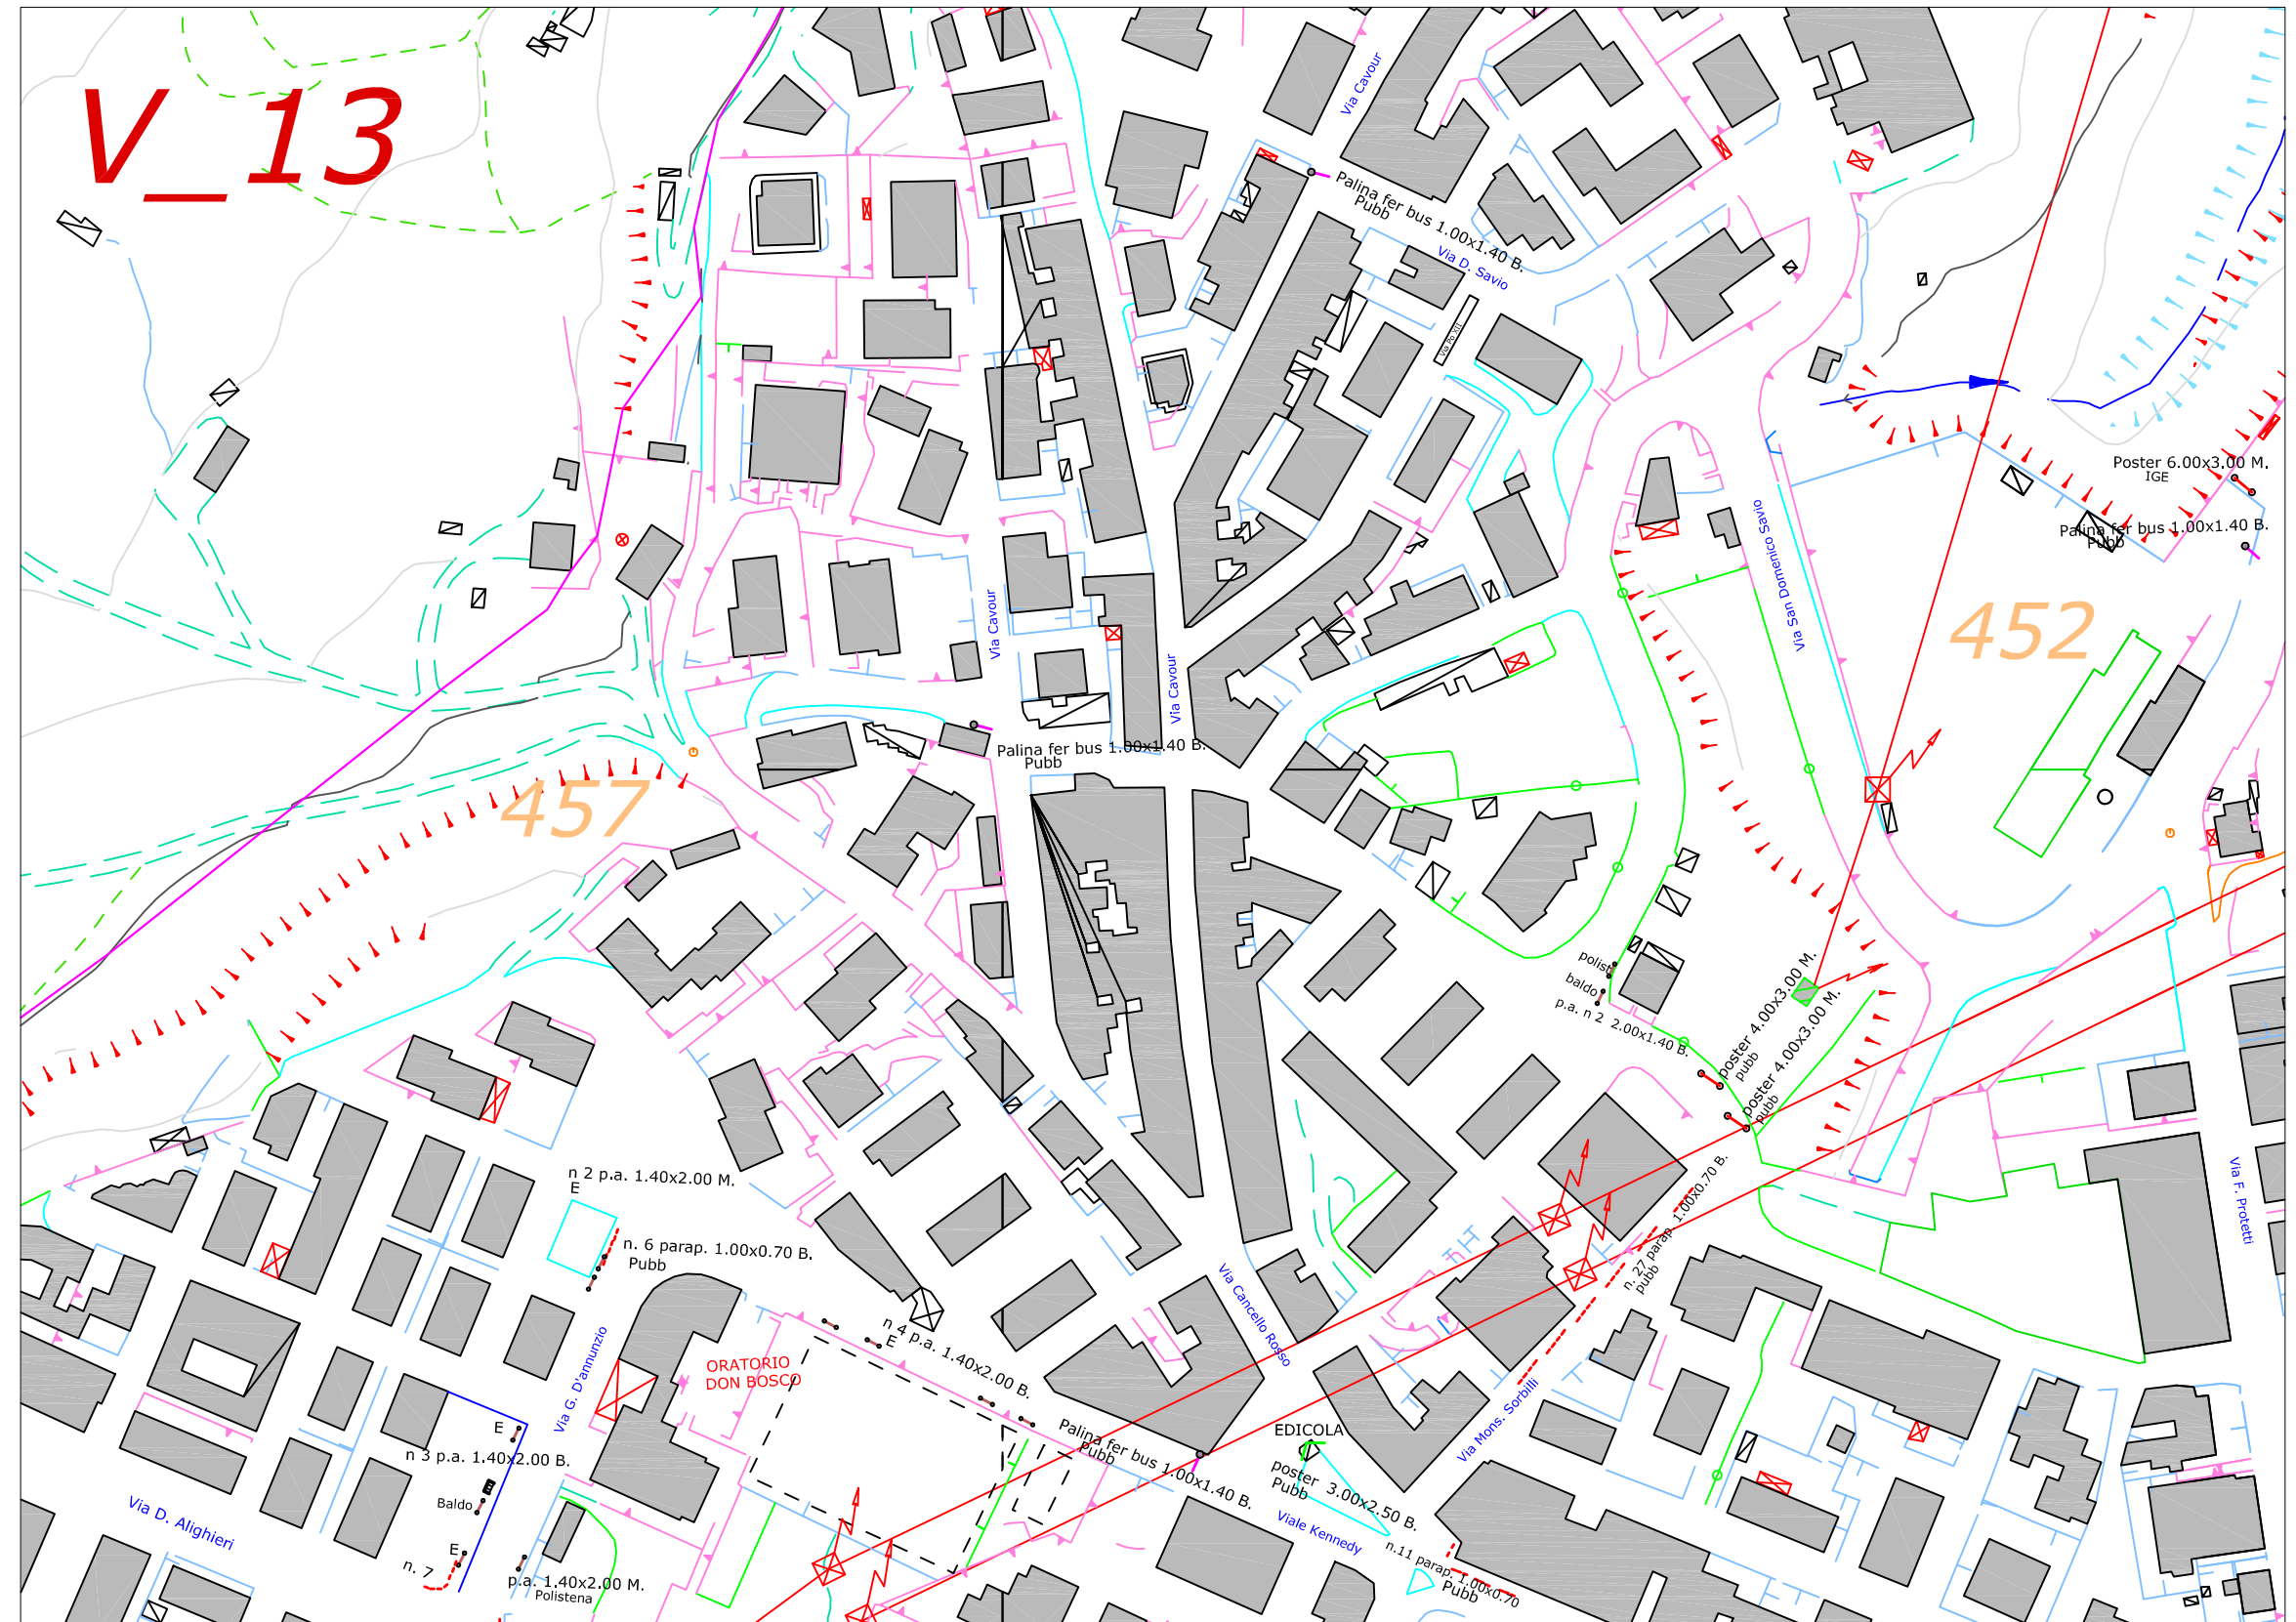 V_13
Via Cavour
Palina fer bus 1.00x1.40 B.
Pubb
Via D. Savio
Via Po XII
Poster 6.00x3.00 M.
IGE
Palina fer bus 1.00x1.40 B.
Pubb
Via San Domenico Savio
452
Via Cavour
Via Cavour
Palina fer bus 1.00x1.40 B.
Pubb
457
polist
baldo
p.a. n 2 2.00x1.40 B.
poster 4.00x3.00 M.
pubb
poster 4.00x3.00 M.
pubb
n 2 p.a. 1.40x2.00 M.
E
n. 6 parap. 1.00x0.70 B.
Pubb
n. 27 parap. 1.00x0.70 B.
pubb
Via F. Protetti
Via Cancello Rosso
Via G. D'annunzio
n 4 p.a. 1.40x2.00 B.
E
ORATORIO
DON BOSCO
Via Mons. Sorbilli
E
n 3 p.a. 1.40x2.00 B.
Palina fer bus 1.00x1.40 B.
Pubb
EDICOLA
poster 3.00x2.50 B.
Pubb
Baldo
Via D. Alighieri
Viale Kennedy
E
n. 7
n.11 parap. 1.00x0.70
Pubb
p.a. 1.40x2.00 M.
Polistena